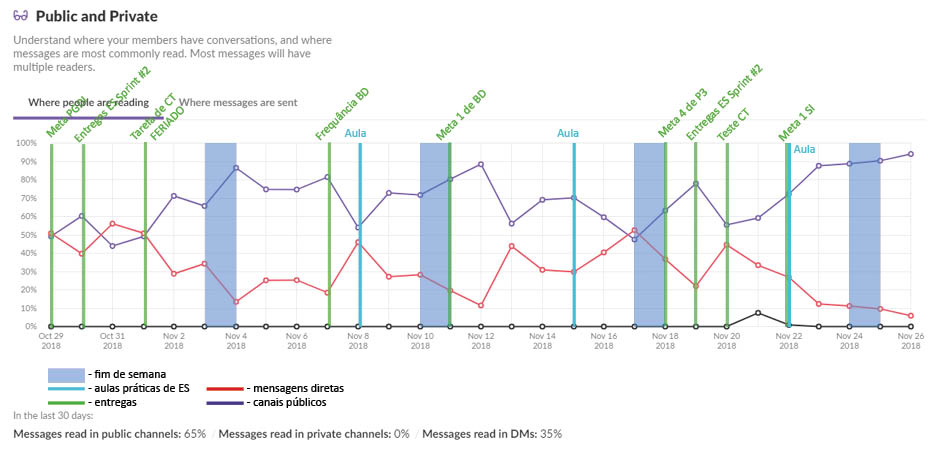 Public and Private
Understand where your members have conversations, and where
messages are most commonly read. Most messages will have
multiple readers.
Where people are reading
Where messages are sent
Entregas ES Sprint #2
Tarefa de CT
FERIADO
Frequância BD
Aula
Meta 1 de BD
Aula
Meta 4 de P3
Entregas ES Sprint #2
Teste CT
Meta 1 SI
Aula
100%
90%
80%
70%
60%
50%
40%
30%
20%
10%
0%
Oct 29 2018
Oct 31 2018
Nov 2 2018
Nov 4 2018
Nov 6 2018
Nov 8 2018
Nov 10 2018
Nov 12 2018
Nov 14 2018
Nov 16 2018
Nov 18 2018
Nov 20 2018
Nov 22 2018
Nov 24 2018
Nov 26 2018
- fim de semana
- aulas práticas de ES
- mensagens diretas
- entregas
- canais públicos
In the last 30 days:
Messages read in public channels: 65% / Messages read in private channels: 0% / Messages read in DMs: 35%